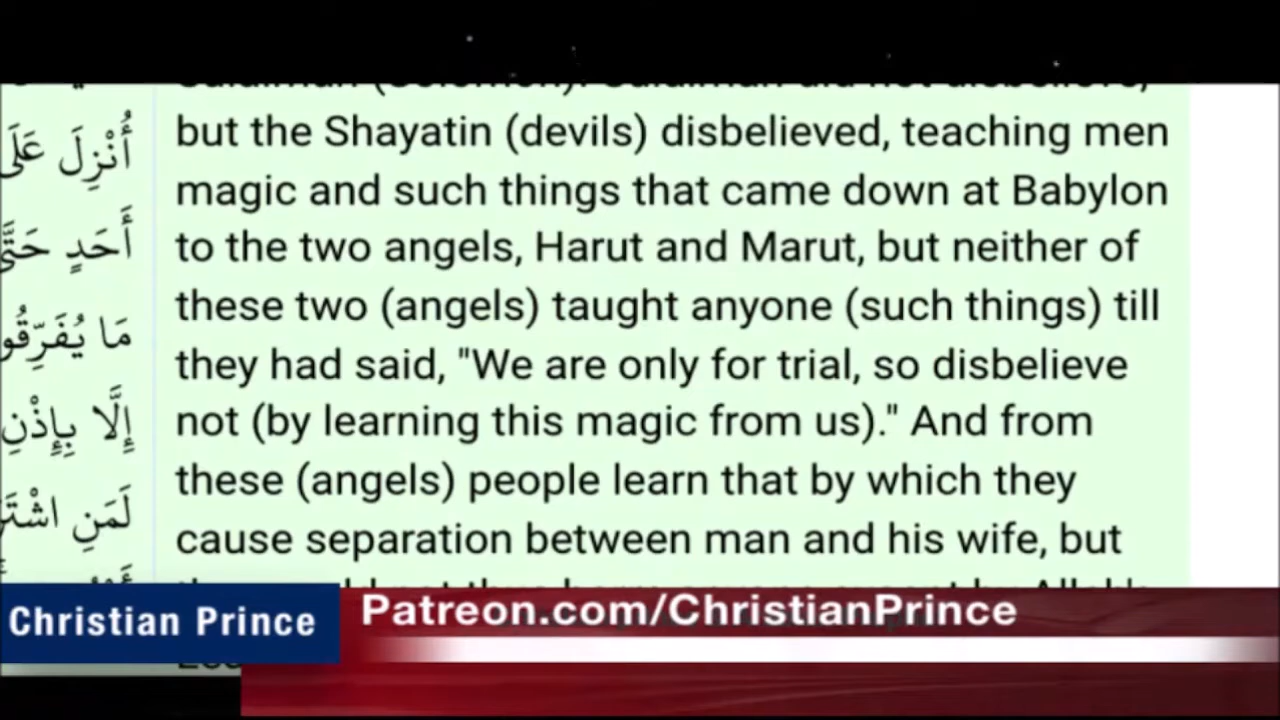 but the Shayatin (devils) disbelieved, teaching men
magic and such things that came down at Babylon
to the two angels, Harut and Marut, but neither of
these two (angels) taught anyone (such things) till
they had said, "We are only for trial, so disbelieve
not (by learning this magic from us)." And from
these (angels) people learn that by which they
cause separation between man and his wife, but
أُنْزِلَ عَلَى
أَحَدٍ حَتَّى
مَا يُفَرِّقُو
إِلَّا بِإِذْنِ
لَمَنِ اشْتَرَ
Christian Prince
Patreon.com/ChristianPrince